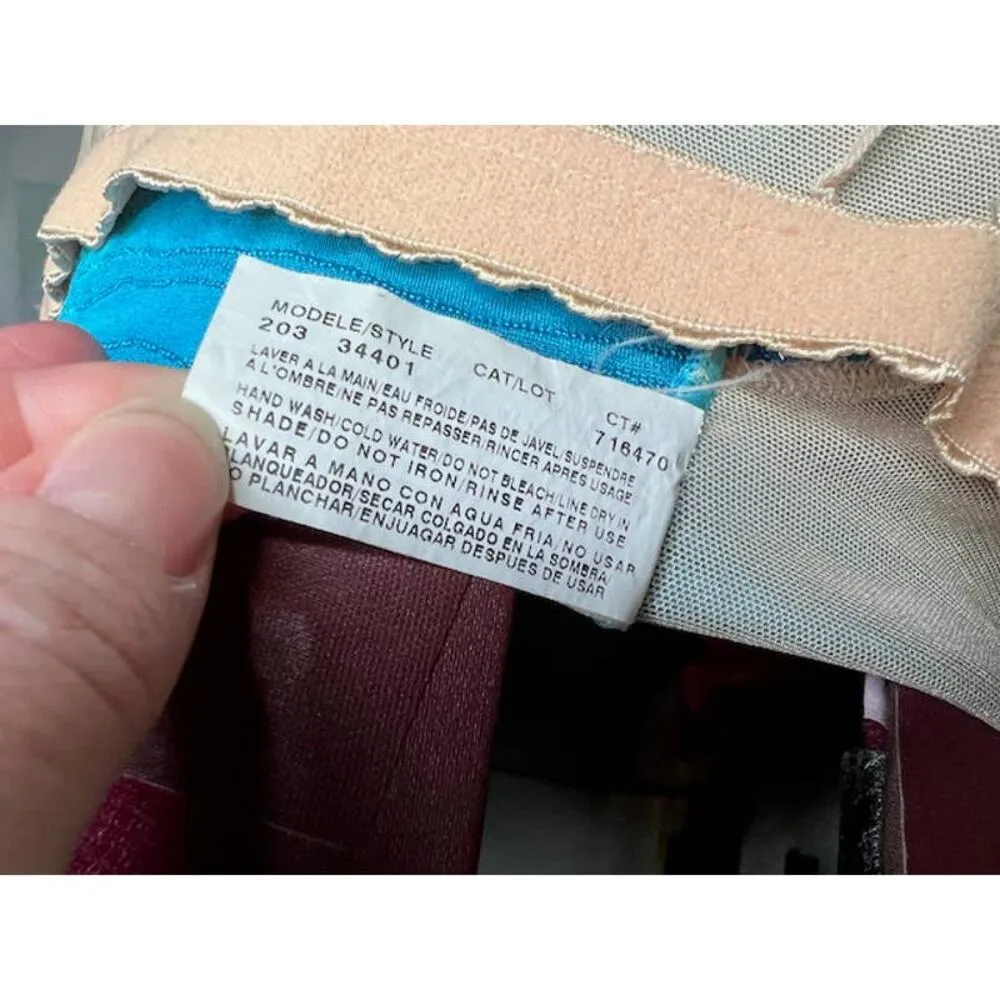 MODELE/STYLE CAT/LOT CT#
203 34401 716470
LAVER A LA MAIN/EAU FROIDE/PAS DE JAVEL/SUSPENDRE
A L'OMBRE/NE PAS REPASSER/RINCER APRES USAGE
HAND WASH/COLD WATER/DO NOT BLEACH/LINE DRY IN
SHADE/DO NOT IRON/RINSE AFTER USE
LAVAR A MANO CON AGUA FRIA/NO USAR
BLANQUEADOR/SECAR COLGADO EN LA SOMBRA/
NO PLANCHAR/ENJUAGAR DESPUES DE USAR